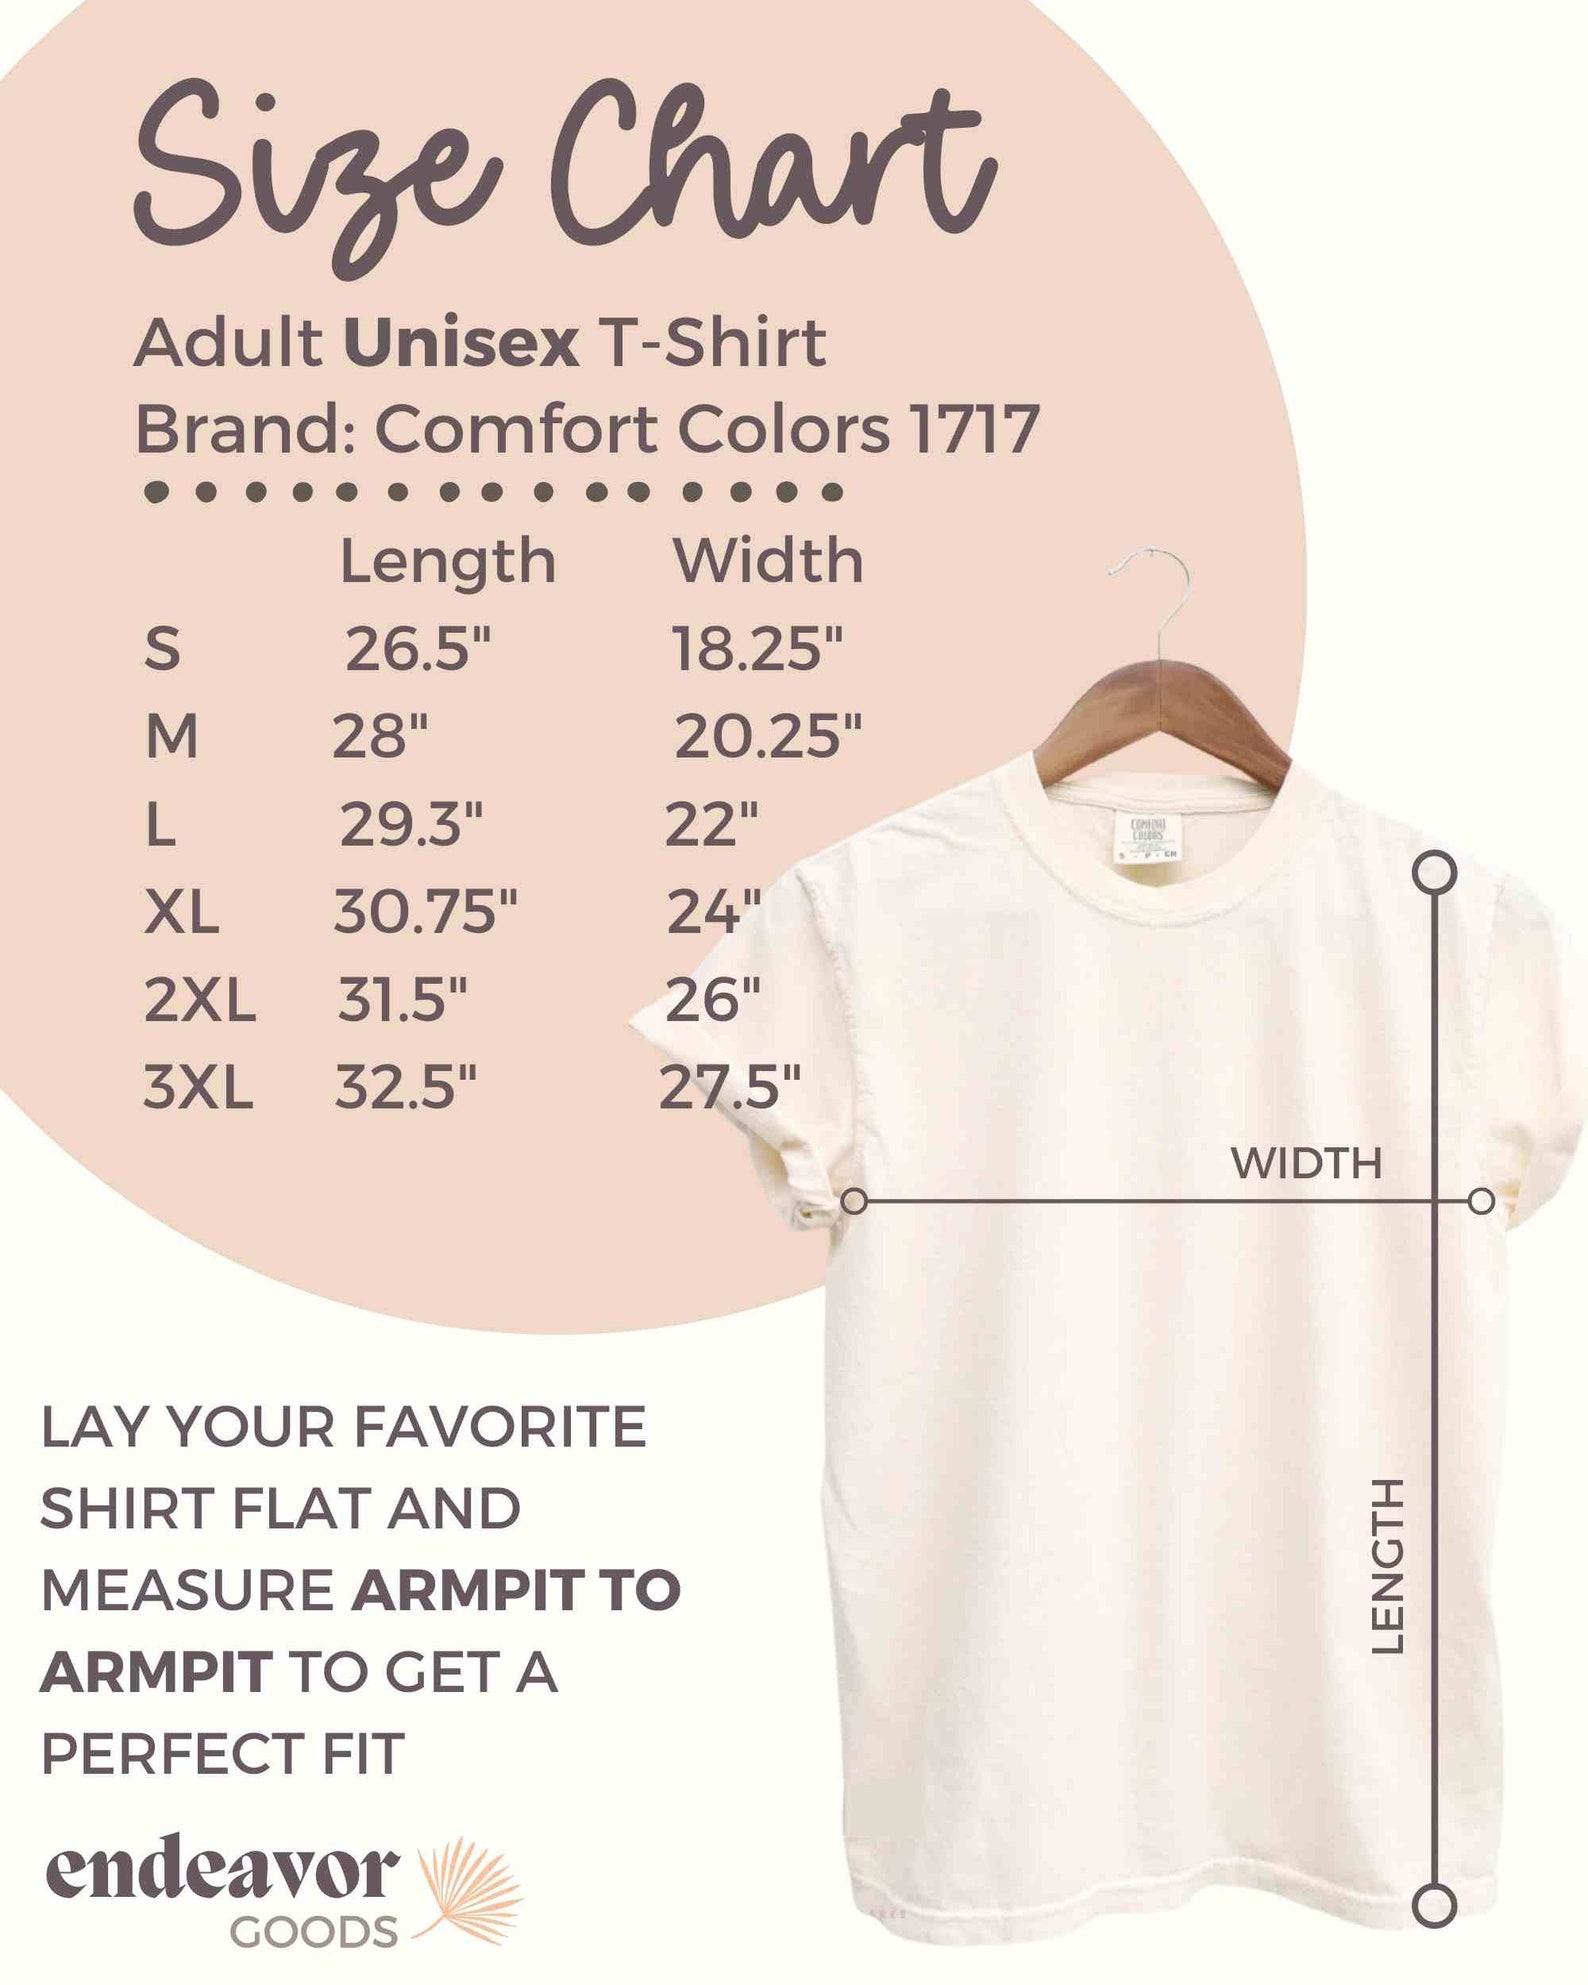 Size Chart
Adult Unisex T-Shirt
Brand: Comfort Colors 1717
Length Width
S 26.5" 18.25"
M 28" 20.25"
L 29.3" 22"
XL 30.75" 24"
2XL 31.5" 26"
3XL 32.5" 27.5"
COMFORT
COLORS
S - P - CH
WIDTH
LENGTH
LAY YOUR FAVORITE
SHIRT FLAT AND
MEASURE ARMPIT TO
ARMPIT TO GET A
PERFECT FIT
endeavor
GOODS